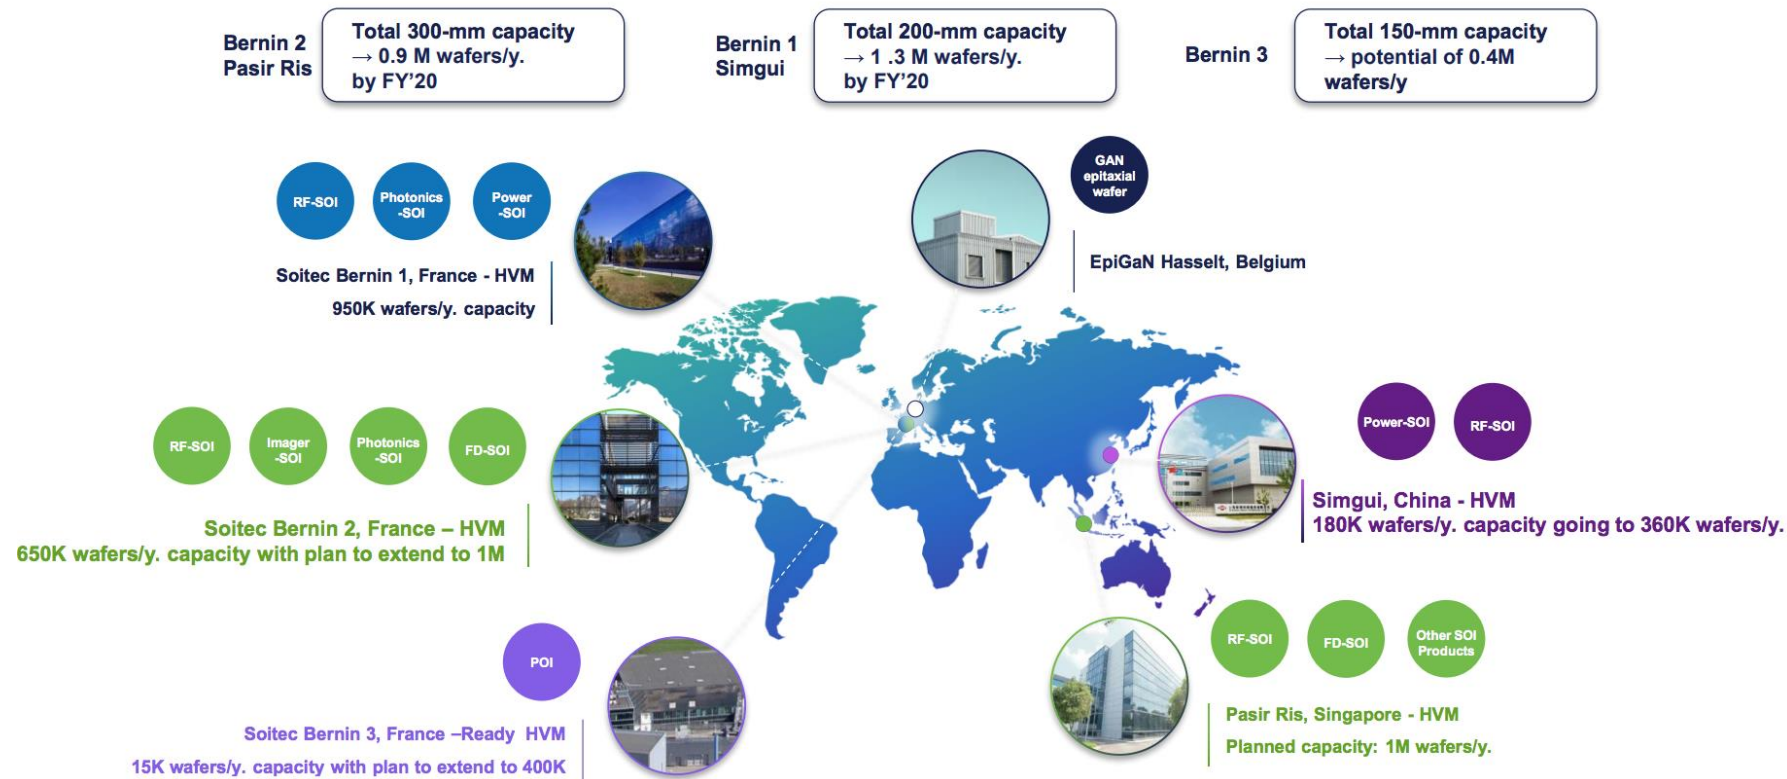 Bernin 2
Pasir Ris
Total 300-mm capacity
→ 0.9 M wafers/y.
by FY’20
Bernin 1
Simgui
Total 200-mm capacity
→ 1 .3 M wafers/y.
by FY’20
Bernin 3
Total 150-mm capacity
→ potential of 0.4M
wafers/y
RF-SOI
Photonics
-SOI
Power
-SOI
Soitec Bernin 1, France - HVM
950K wafers/y. capacity
GAN
epitaxial
wafer
EpiGaN Hasselt, Belgium
RF-SOI
Imager
-SOI
Photonics
-SOI
FD-SOI
Soitec Bernin 2, France – HVM
650K wafers/y. capacity with plan to extend to 1M
Power-SOI
RF-SOI
Simgui, China - HVM
180K wafers/y. capacity going to 360K wafers/y.
POI
Soitec Bernin 3, France –Ready HVM
15K wafers/y. capacity with plan to extend to 400K
RF-SOI
FD-SOI
Other SOI
Products
Pasir Ris, Singapore - HVM
Planned capacity: 1M wafers/y.